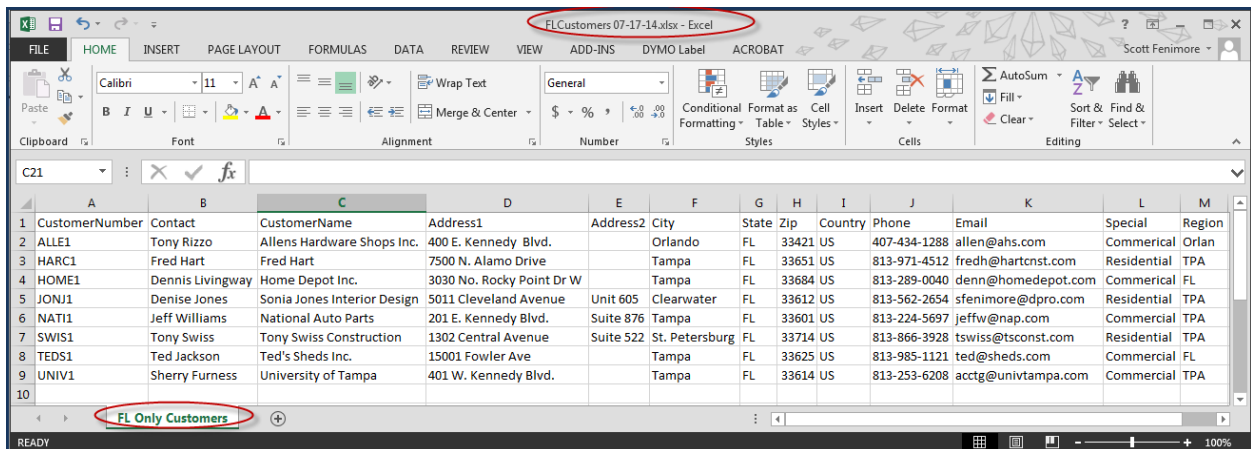 FLCustomers 07-17-14.xlsx - Excel
FILE HOME INSERT PAGE LAYOUT FORMULAS DATA REVIEW VIEW ADD-INS DYMO Label ACROBAT Scott Fenimore
Paste
Clipboard
Calibri 11
B I U
Font
Wrap Text
Merge & Center
Alignment
General
$ % ,
Number
Conditional Formatting
Format as Table
Cell Styles
Styles
Insert Delete Format
Cells
AutoSum
Fill
Clear
Sort & Filter
Find & Select
Editing
C21 fx
A B C D E F G H I J K L M
1 CustomerNumber Contact CustomerName Address1 Address2 City State Zip Country Phone Email Special Region
2 ALLE1 Tony Rizzo Allens Hardware Shops Inc. 400 E. Kennedy Blvd. Orlando FL 33421 US 407-434-1288 allen@ahs.com Commerical Orlan
3 HARC1 Fred Hart Fred Hart 7500 N. Alamo Drive Tampa FL 33651 US 813-971-4512 fredh@hartcnst.com Residential TPA
4 HOME1 Dennis Livingway Home Depot Inc. 3030 No. Rocky Point Dr W Tampa FL 33684 US 813-289-0040 denn@homedepot.com Commercial FL
5 JONJ1 Denise Jones Sonia Jones Interior Design 5011 Cleveland Avenue Unit 605 Clearwater FL 33612 US 813-562-2654 sfenimore@dpro.com Residential TPA
6 NATI1 Jeff Williams National Auto Parts 201 E. Kennedy Blvd. Suite 876 Tampa FL 33601 US 813-224-5697 jeffw@nap.com Commercial TPA
7 SWIS1 Tony Swiss Tony Swiss Construction 1302 Central Avenue Suite 522 St. Petersburg FL 33714 US 813-866-3928 tswiss@tsconst.com Residential TPA
8 TEDS1 Ted Jackson Ted's Sheds Inc. 15001 Fowler Ave Tampa FL 33625 US 813-985-1121 ted@sheds.com Commercial FL
9 UNIV1 Sherry Furness University of Tampa 401 W. Kennedy Blvd. Tampa FL 33614 US 813-253-6208 acctg@univtampa.com Commercial TPA
10
FL Only Customers
READY 100%